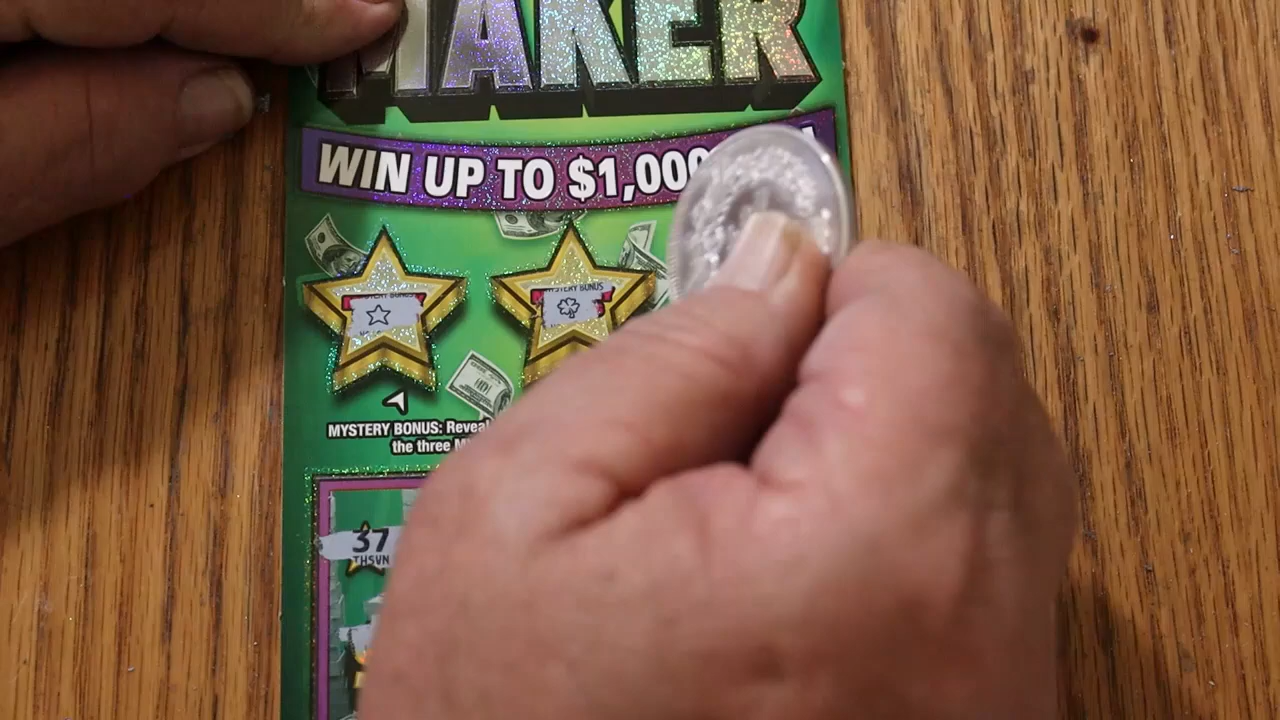 MAKER
WIN UP TO $1,000
MYSTERY BONUS
MYSTERY BONUS
MYSTERY BONUS: Reveal
the three
37
THSVN